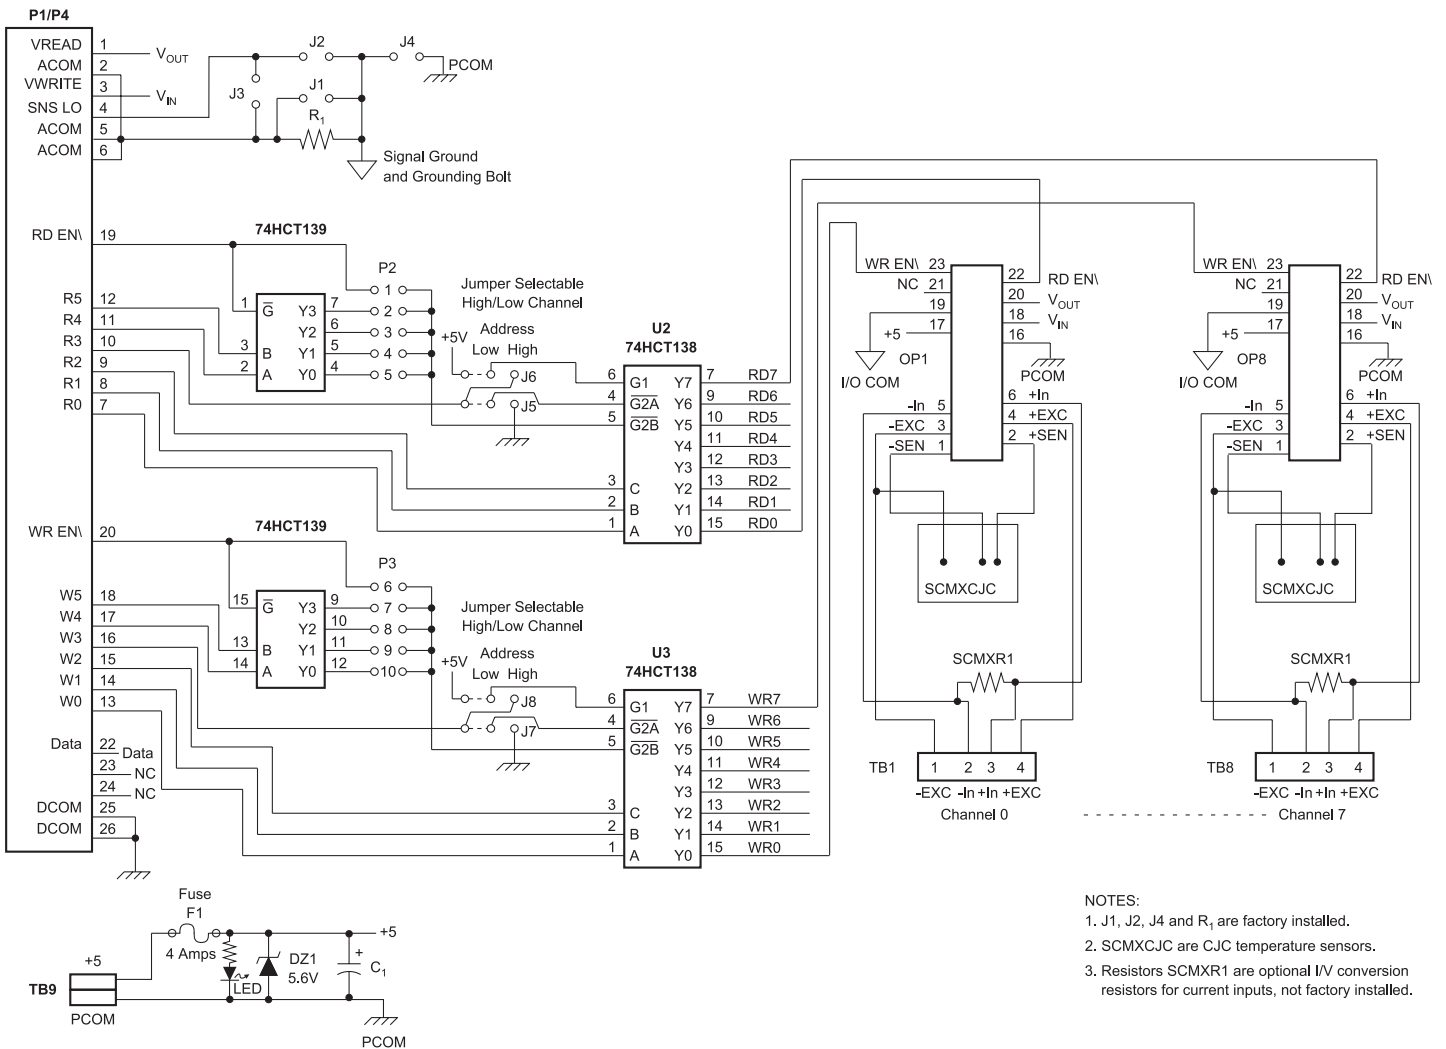 P1/P4
VREAD 1 VOUT
ACOM 2
VWRITE 3 VIN
SNS LO 4
ACOM 5
ACOM 6
J2
J4
PCOM
J3
J1
R1
Signal Ground
and Grounding Bolt
RD EN\ 19
R5 12
R4 11
R3 10
R2 9
R1 8
R0 7
74HCT139
1 G Y3 7
Y2 6
3 B Y1 5
2 A Y0 4
P2
1
2
3
4
5
Jumper Selectable
High/Low Channel
+5V
Address
Low High
J6
J5
U2
74HCT138
6 G1 Y7 7 RD7
4 G2A Y6 9 RD6
5 G2B Y5 10 RD5
Y4 11 RD4
Y3 12 RD3
3 C Y2 13 RD2
2 B Y1 14 RD1
1 A Y0 15 RD0
WR EN\ 20
W5 18
W4 17
W3 16
W2 15
W1 14
W0 13
Data 22 Data
23 NC
24 NC
DCOM 25
DCOM 26
74HCT139
15 G Y3 9
Y2 10
13 B Y1 11
14 A Y0 12
P3
6
7
8
9
10
Jumper Selectable
High/Low Channel
+5V
Address
Low High
J8
J7
U3
74HCT138
6 G1 Y7 7 WR7
4 G2A Y6 9 WR6
5 G2B Y5 10 WR5
Y4 11 WR4
Y3 12 WR3
3 C Y2 13 WR2
2 B Y1 14 WR1
1 A Y0 15 WR0
WR EN\ 23 22 RD EN\
NC 21 20 VOUT
19 18 VIN
+5 17 16
OP1
I/O COM
PCOM
-In 5 6 +In
-EXC 3 4 +EXC
-SEN 1 2 +SEN
SCMXCJC
SCMXR1
TB1 1 2 3 4
-EXC -In +In +EXC
Channel 0
WR EN\ 23 22 RD EN\
NC 21 20 VOUT
19 18 VIN
+5 17 16
OP8
I/O COM
PCOM
-In 5 6 +In
-EXC 3 4 +EXC
-SEN 1 2 +SEN
SCMXCJC
SCMXR1
TB8 1 2 3 4
-EXC -In +In +EXC
Channel 7
Fuse
F1
4 Amps
+5
+5
TB9
PCOM
LED
DZ1
5.6V
+
C1
PCOM
NOTES:
1. J1, J2, J4 and R1 are factory installed.
2. SCMXCJC are CJC temperature sensors.
3. Resistors SCMXR1 are optional I/V conversion
resistors for current inputs, not factory installed.